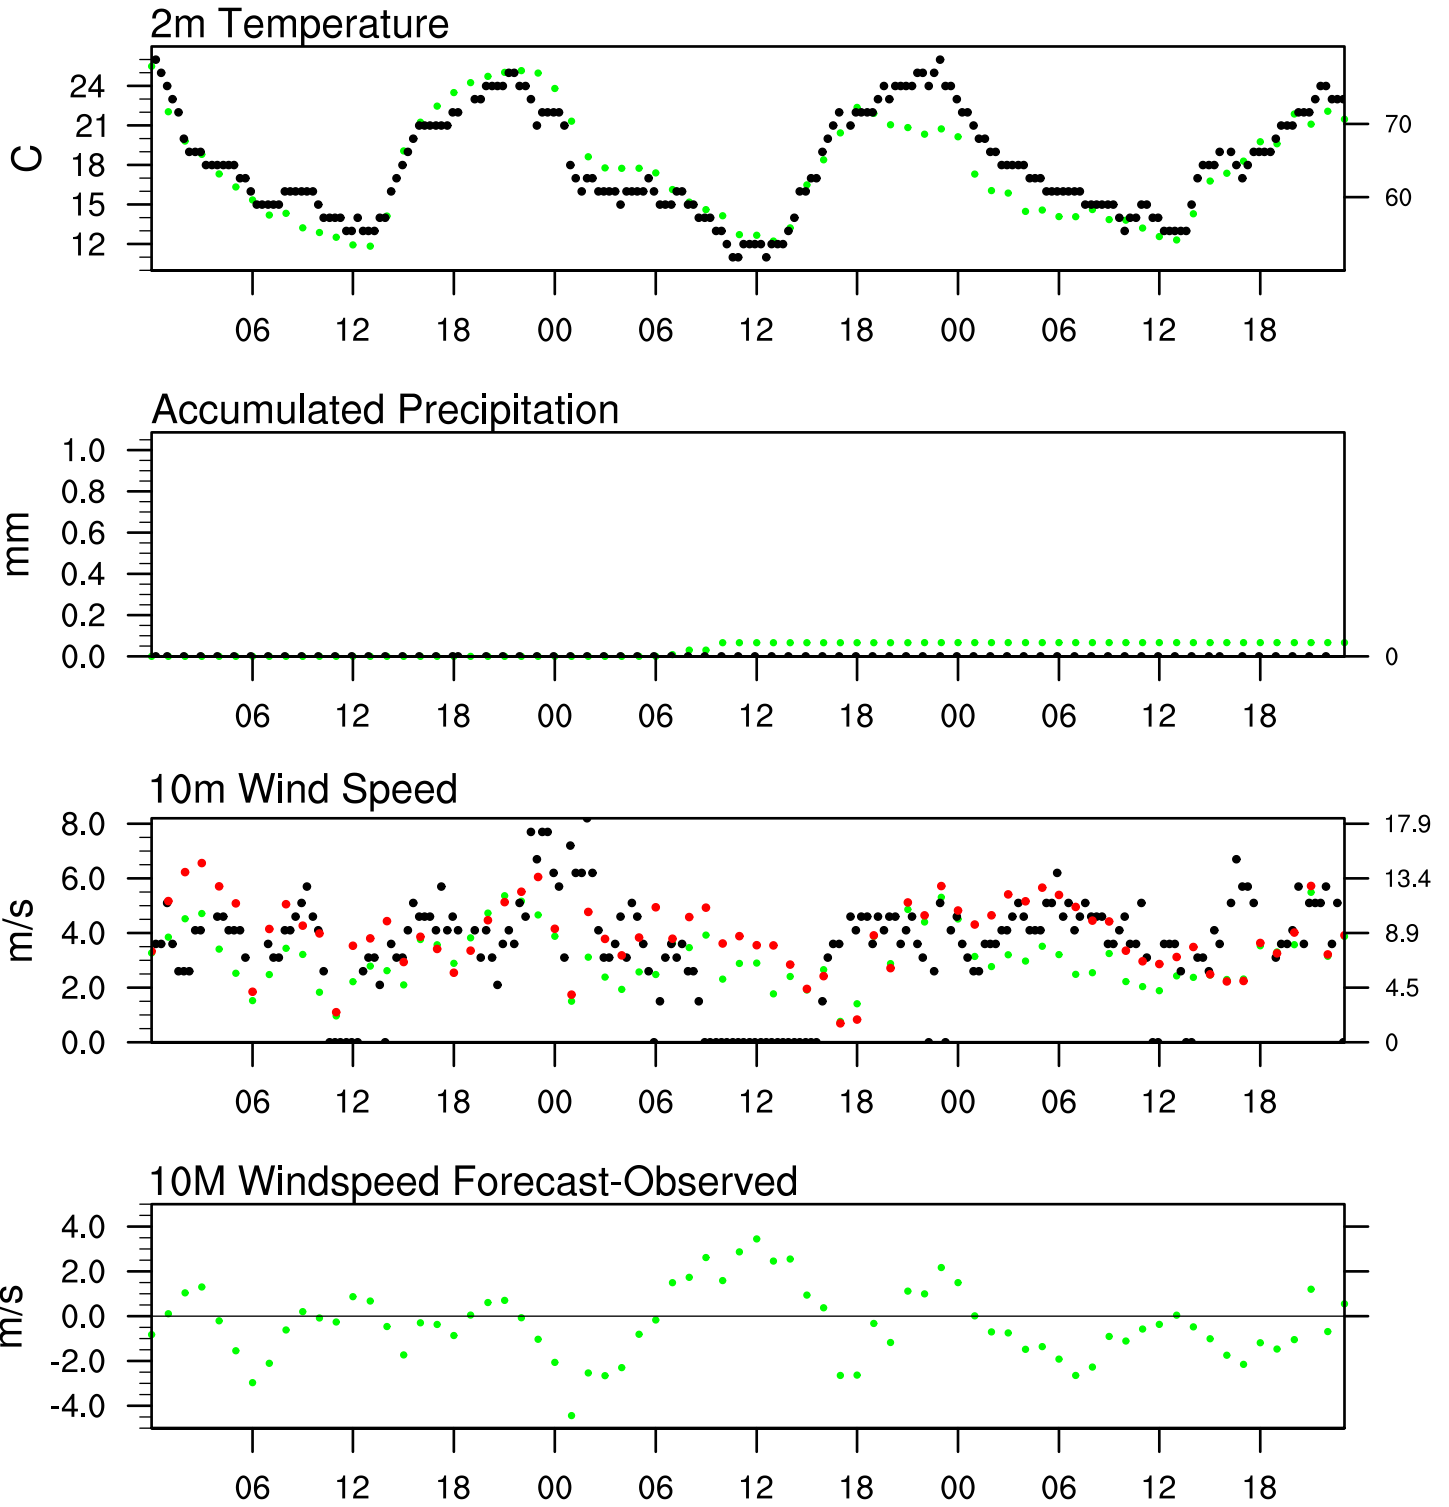 2m Temperature
C
24
21
18
15
12
70
60
06 12 18 00 06 12 18 00 06 12 18
Accumulated Precipitation
mm
1.0
0.8
0.6
0.4
0.2
0.0 0
06 12 18 00 06 12 18 00 06 12 18
10m Wind Speed
m/s
8.0 17.9
6.0 13.4
4.0 8.9
2.0 4.5
0.0 0
06 12 18 00 06 12 18 00 06 12 18
10M Windspeed Forecast-Observed
m/s
4.0
2.0
0.0
-2.0
-4.0
06 12 18 00 06 12 18 00 06 12 18